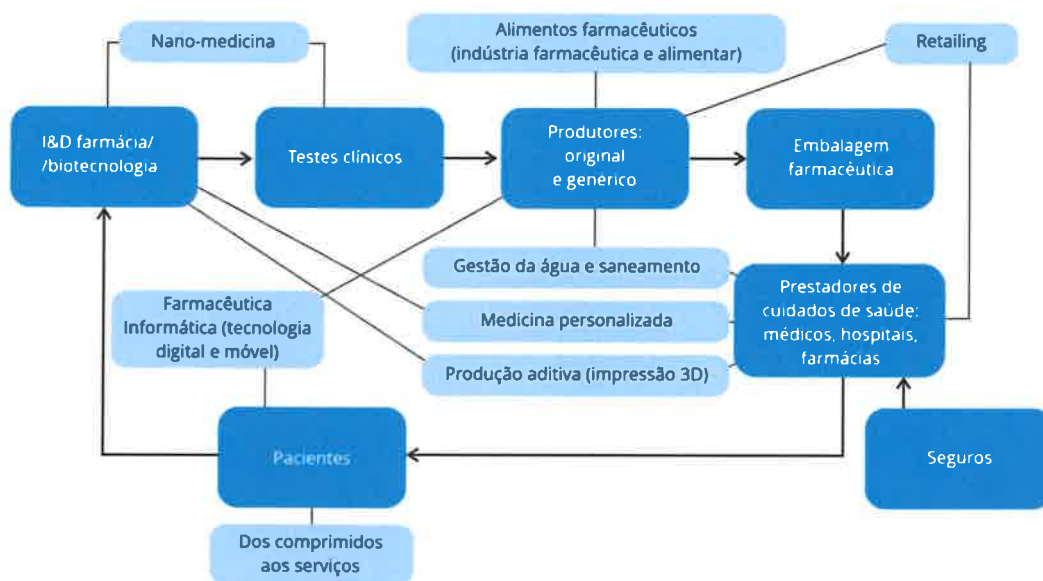 Nano-medicina
Alimentos farmacêuticos
(indústria farmacêutica e alimentar)
Retailing
I&D farmácia/
/biotecnologia
Testes clínicos
Produtores:
original
e genérico
Embalagem
farmacêutica
Gestão da água e saneamento
Prestadores de
cuidados de saúde:
médicos, hospitais,
farmácias
Farmacêutica
Informática (tecnologia
digital e móvel)
Medicina personalizada
Produção aditiva (impressão 3D)
Pacientes
Seguros
Dos comprimidos
aos serviços